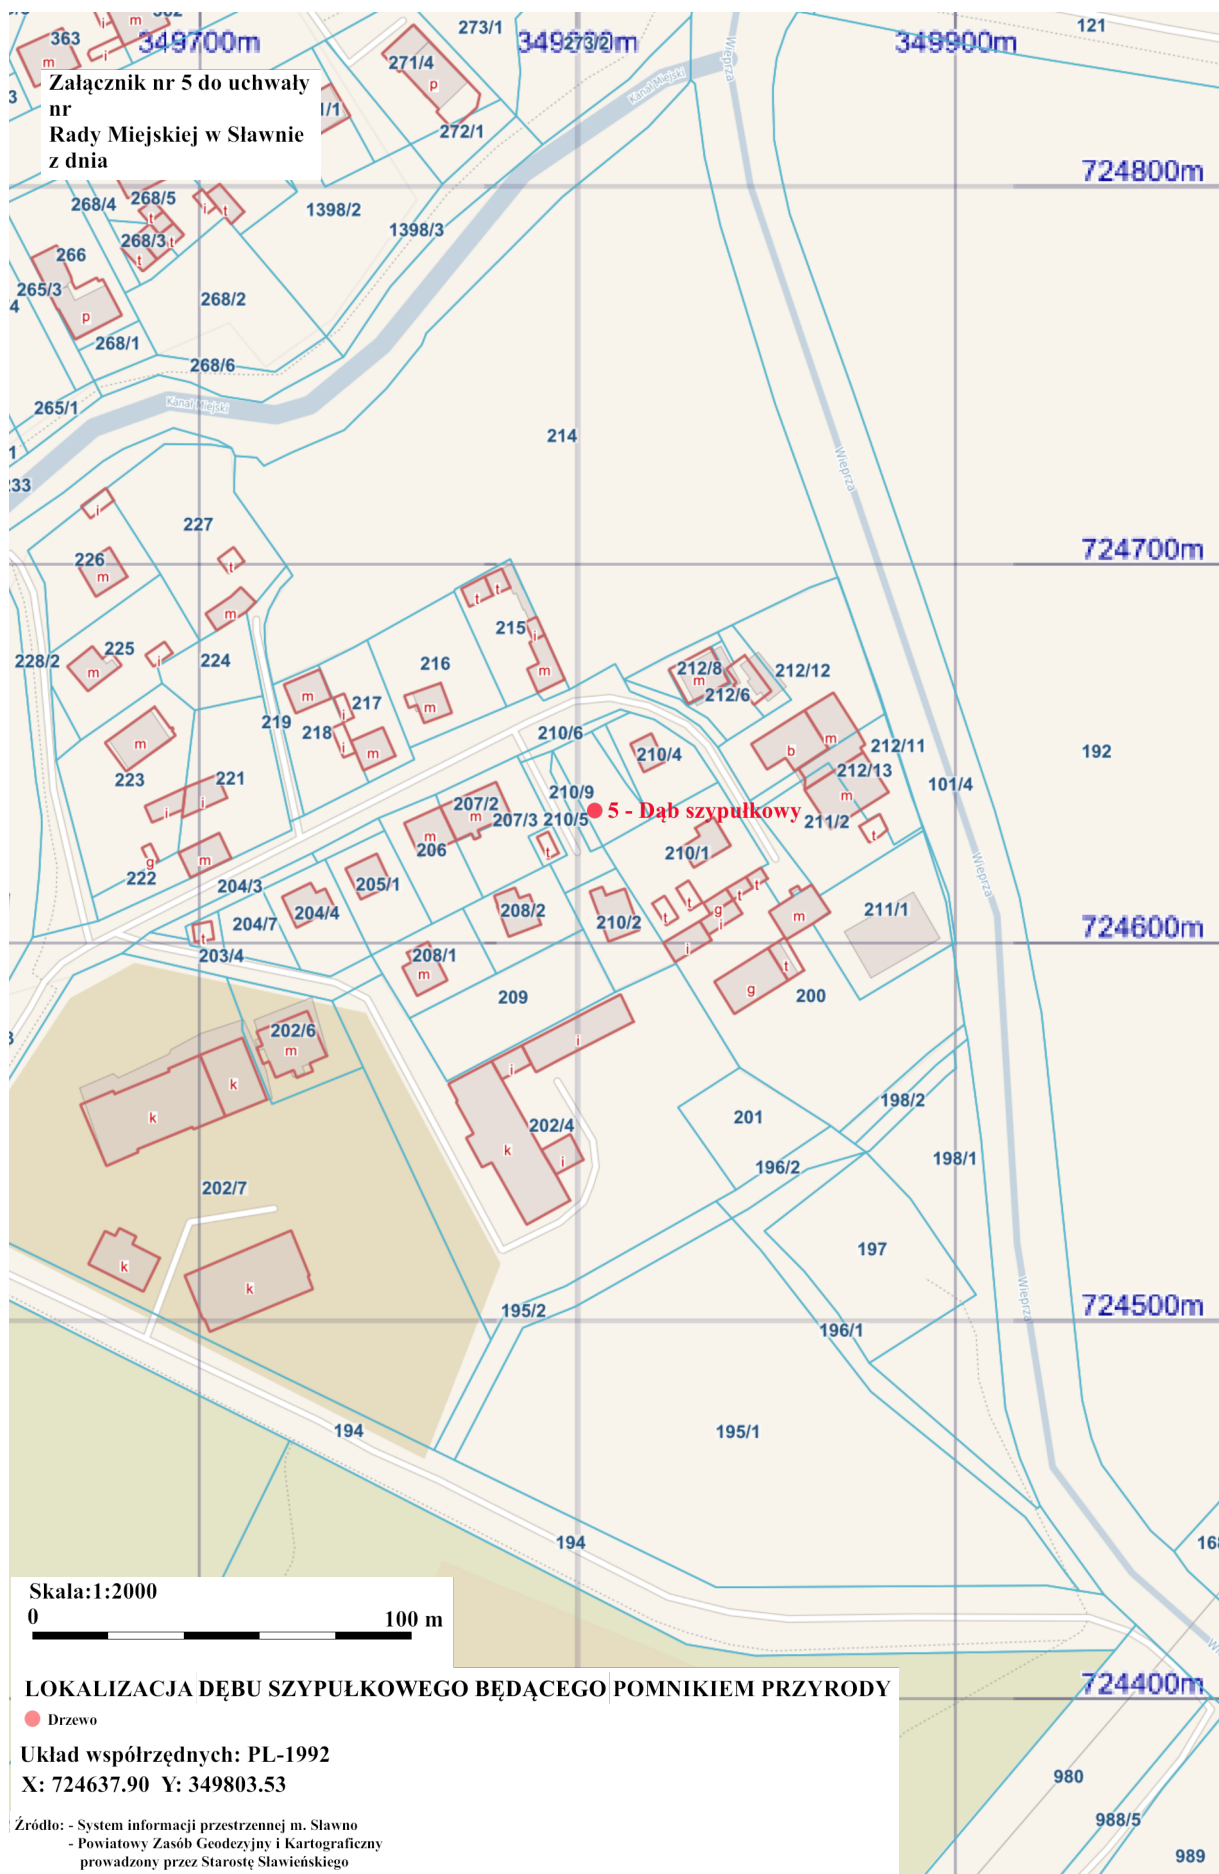 273/1
121
363
349700m
273/2
349900m
271/4
Kanał Miejski
Wieprza
m
i
m
i
p
Załącznik nr 5 do uchwały
nr
Rady Miejskiej w Sławnie
z dnia
272/1
724800m
268/4
268/5
1398/2
1398/3
268/3
t
t
t
i
t
266
265/3
268/2
p
268/1
268/6
265/1
Kanał Miejski
214
Wieprza
227
226
i
m
t
m
724700m
228/2
225
224
m
i
215
t
t
i
m
216
m
212/8
m
212/6
212/12
219
217
218
m
i
i
m
210/6
210/4
212/11
b
m
212/13
m
192
101/4
223
m
221
i
i
207/2
m
210/9
207/3
210/5
5 - Dąb szypułkowy
211/2
t
206
m
t
210/1
222
g
m
204/3
205/1
Wieprza
204/7
204/4
208/2
210/2
t
t
g
i
t
t
i
m
211/1
724600m
203/4
t
208/1
m
209
g
t
200
202/6
m
k
k
i
i
202/4
k
i
201
198/2
196/2
198/1
202/7
197
k
k
Wieprza
724500m
195/2
196/1
194
195/1
194
Skala:1:2000
0
100 m
LOKALIZACJA DĘBU SZYPUŁKOWEGO BĘDĄCEGO POMNIKIEM PRZYRODY
724400m
Drzewo
Układ współrzędnych: PL-1992
X: 724637.90 Y: 349803.53
980
988/5
989
Źródło: - System informacji przestrzennej m. Sławno
- Powiatowy Zasób Geodezyjny i Kartograficzny
prowadzony przez Starostę Sławieńskiego